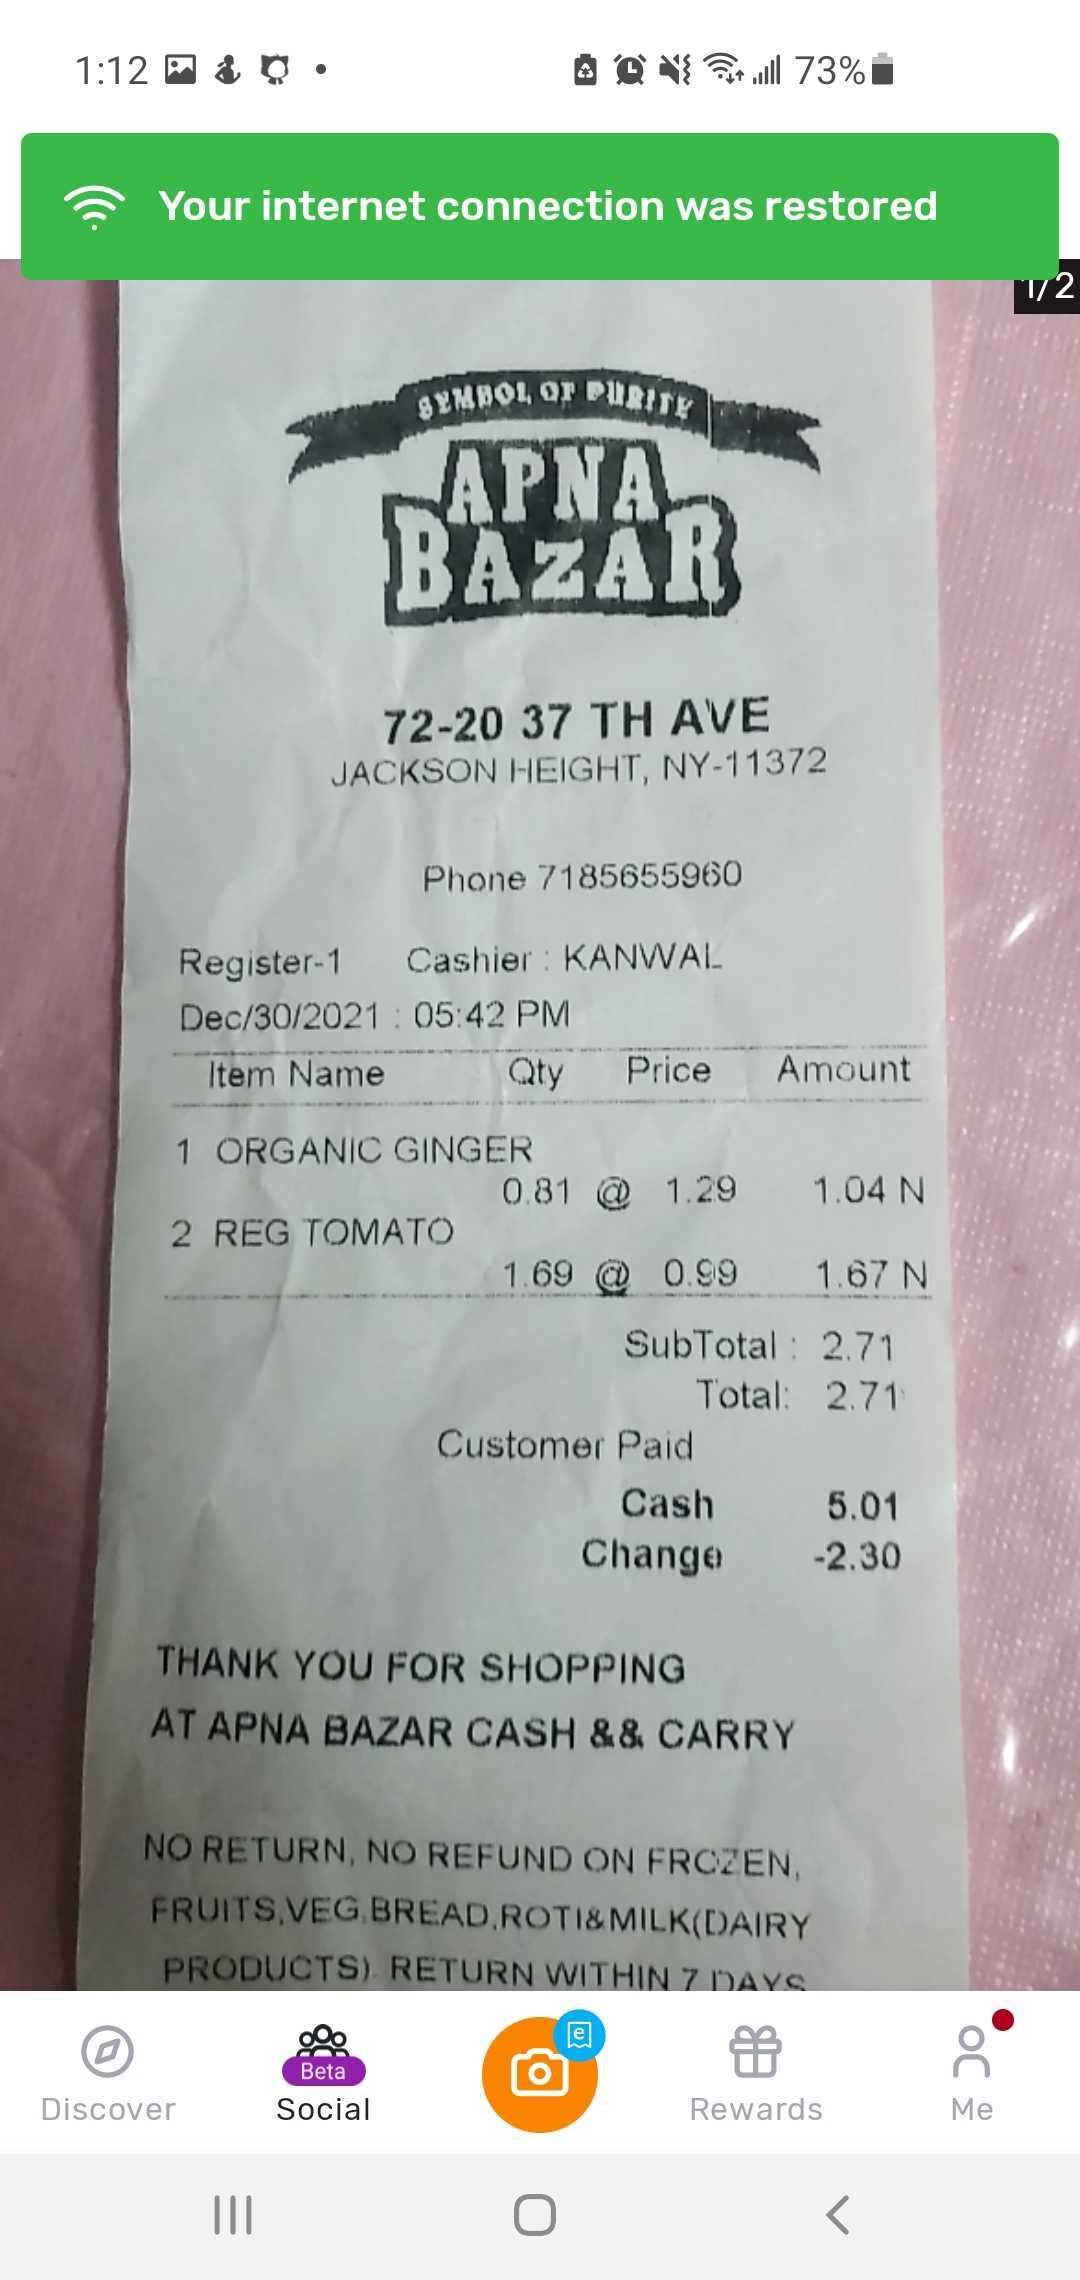 1:12
73%
Your internet connection was restored
1/2
SYMBOL OF PURITY
APNA
BAZAR
72-20 37 TH AVE
JACKSON HEIGHT, NY-11372
Phone 7185655960
Register-1 Cashier : KANWAL
Dec/30/2021 : 05:42 PM
Item Name Qty Price Amount
1 ORGANIC GINGER
0.81 @ 1.29 1.04 N
2 REG TOMATO
1.69 @ 0.99 1.67 N
SubTotal : 2.71
Total: 2.71
Customer Paid
Cash 5.01
Change -2.30
THANK YOU FOR SHOPPING
AT APNA BAZAR CASH && CARRY
NO RETURN, NO REFUND ON FROZEN,
FRUITS,VEG,BREAD,ROTI&MILK(DAIRY
PRODUCTS). RETURN WITHIN 7 DAYS
e
Beta
Discover Social Rewards Me